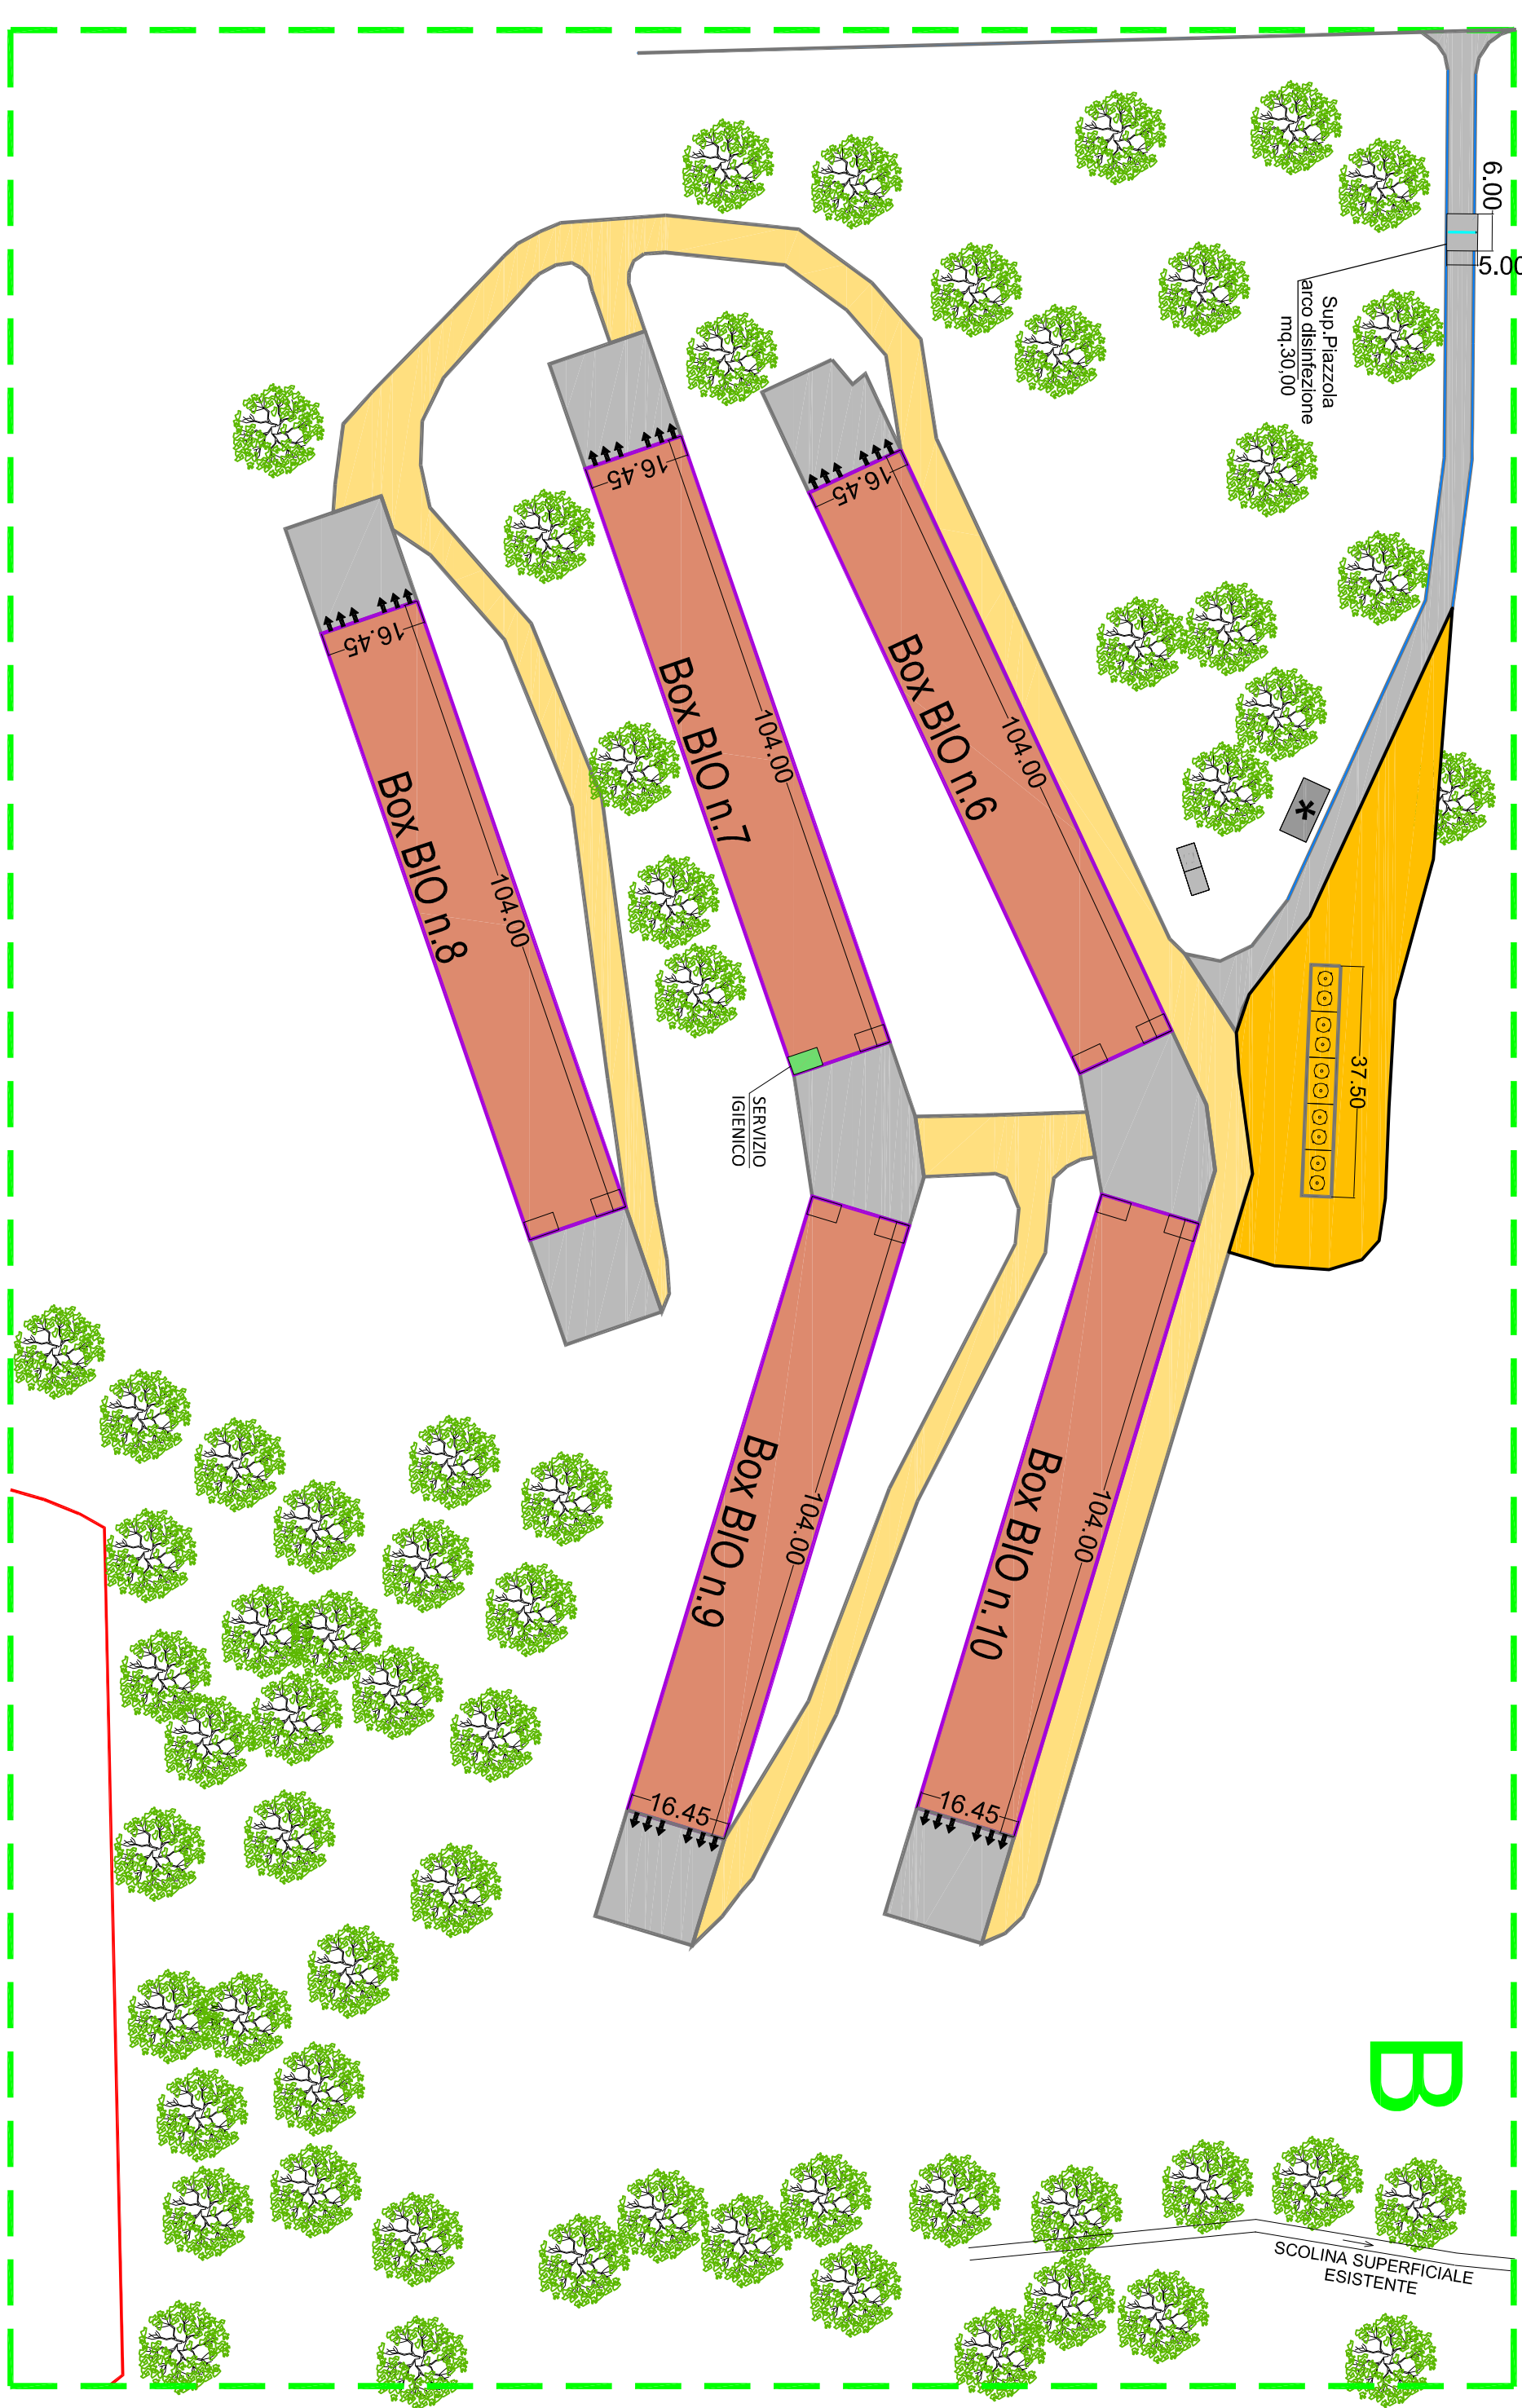 6.00
5.00
Sup.Piazzola
arco disinfezione
mq.30,00
16.45
16.45
16.45
Box BIO n.6
104.00
Box BIO n.7
104.00
Box BIO n.8
104.00
*
37.50
SERVIZIO
IGIENICO
Box BIO n.9
104.00
Box BIO n.10
104.00
16.45
16.45
B
SCOLINA SUPERFICIALE
ESISTENTE